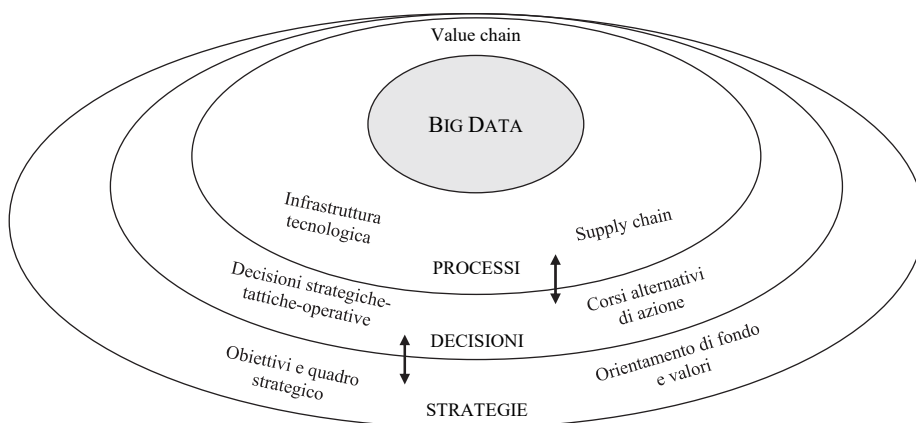 Value chain
BIG DATA
Infrastruttura
tecnologica
Supply chain
PROCESSI
Decisioni strategiche-
tattiche-operative
Corsi alternativi
di azione
DECISIONI
Obiettivi e quadro
strategico
Orientamento di fondo
e valori
STRATEGIE